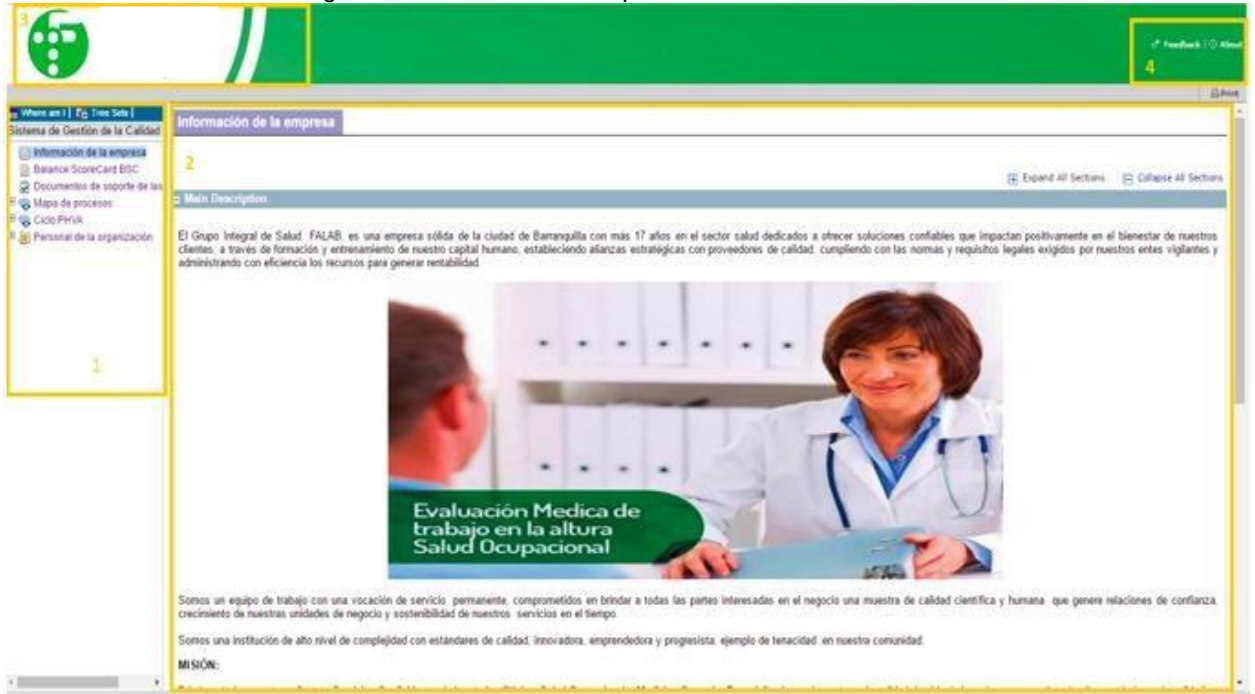 3
Feedback | About
4
Print
Where am I | Tree Sets |
Sistema de Gestión de la Calidad
Información de la empresa
Balance ScoreCard BSC
Documentos de soporte de las
Mapa de procesos
Ciclo PHVA
Personal de la organización
1
Información de la empresa
2
Expand All Sections Collapse All Sections
Main Description
El Grupo Integral de Salud FALAB, es una empresa sólida de la ciudad de Barranquilla con más 17 años en el sector salud dedicados a ofrecer soluciones confiables que impactan positivamente en el bienestar de nuestros
clientes, a través de formación y entrenamiento de nuestro capital humano, estableciendo alianzas estratégicas con proveedores de calidad, cumpliendo con las normas y requisitos legales exigidos por nuestros entes vigilantes y
administrando con eficiencia los recursos para generar rentabilidad.
Evaluación Medica de
trabajo en la altura
Salud Ocupacional
Somos un equipo de trabajo con una vocación de servicio permanente, comprometidos en brindar a todas las partes interesadas en el negocio una muestra de calidad científica y humana que genere relaciones de confianza,
crecimiento de nuestras unidades de negocio y sostenibilidad de nuestros servicios en el tiempo.
Somos una institución de alto nivel de complejidad con estándares de calidad, innovadora, emprendedora y progresista, ejemplo de tenacidad en nuestra comunidad.
MISIÓN: